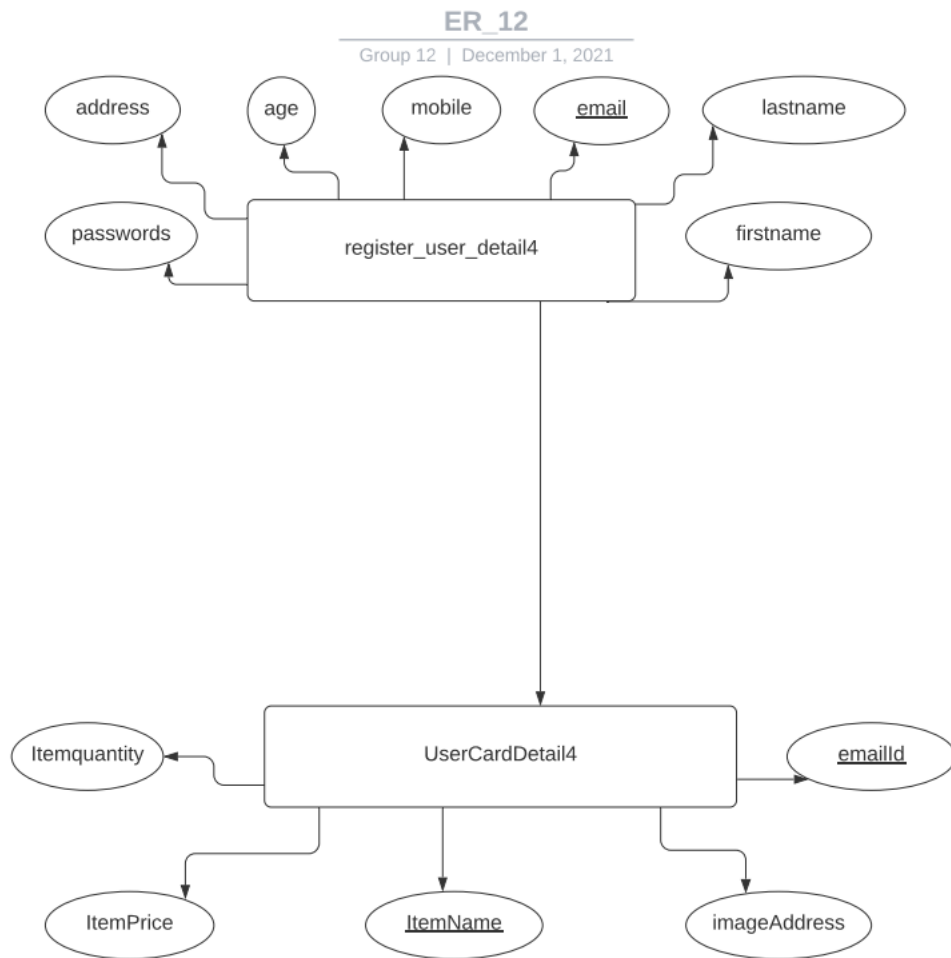 ER_12
Group 12 | December 1, 2021
address
age
mobile
email
lastname
passwords
register_user_detail4
firstname
Itemquantity
UserCardDetail4
emailId
ItemPrice
ItemName
imageAddress